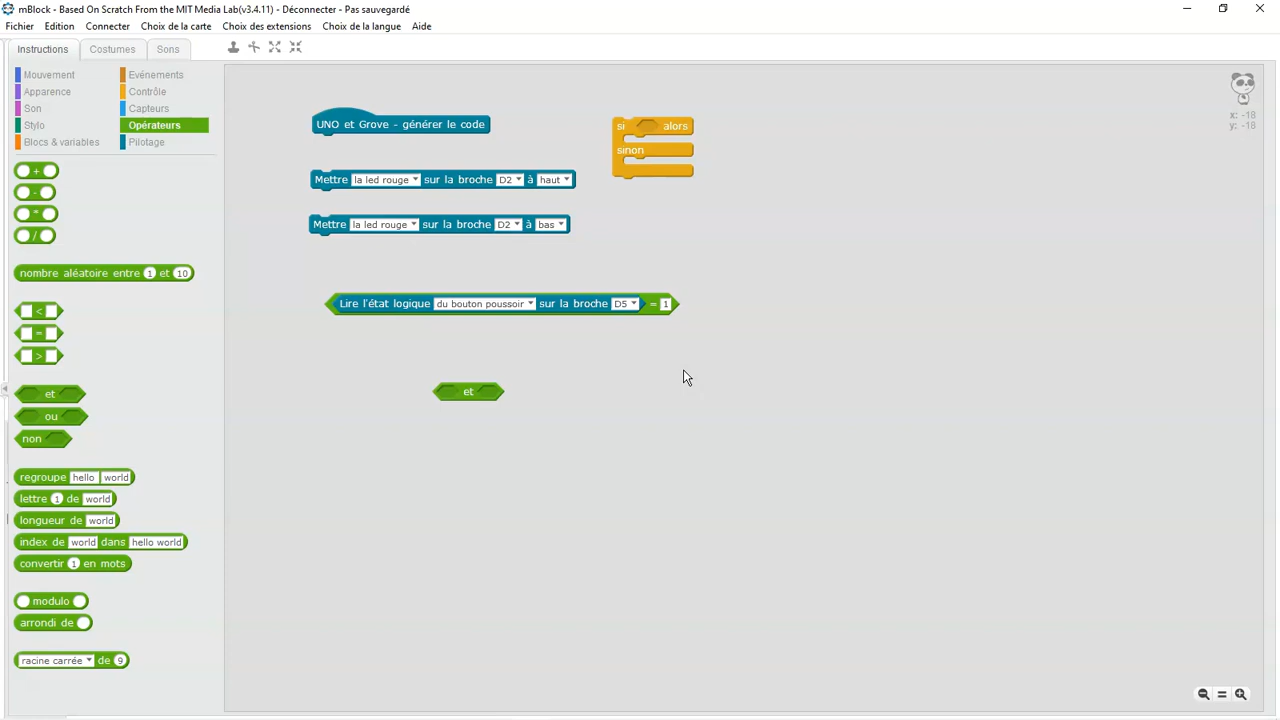 mBlock - Based On Scratch From the MIT Media Lab(v3.4.11) - Déconnecter - Pas sauvegardé
Fichier Edition Connecter Choix de la carte Choix des extensions Choix de la langue Aide
Instructions Costumes Sons
Mouvement Evénements
Apparence Contrôle
Son Capteurs
Stylo Opérateurs
Blocs & variables Pilotage
+
-
*
/
nombre aléatoire entre 1 et 10
<
=
>
et
ou
non
regroupe hello world
lettre 1 de world
longueur de world
index de world dans hello world
convertir 1 en mots
modulo
arrondi de
racine carrée de 9
UNO et Grove - générer le code
Mettre la led rouge sur la broche D2 à haut
Mettre la led rouge sur la broche D2 à bas
Lire l'état logique du bouton poussoir sur la broche D5 = 1
et
si alors
sinon
x: -18
y: -18